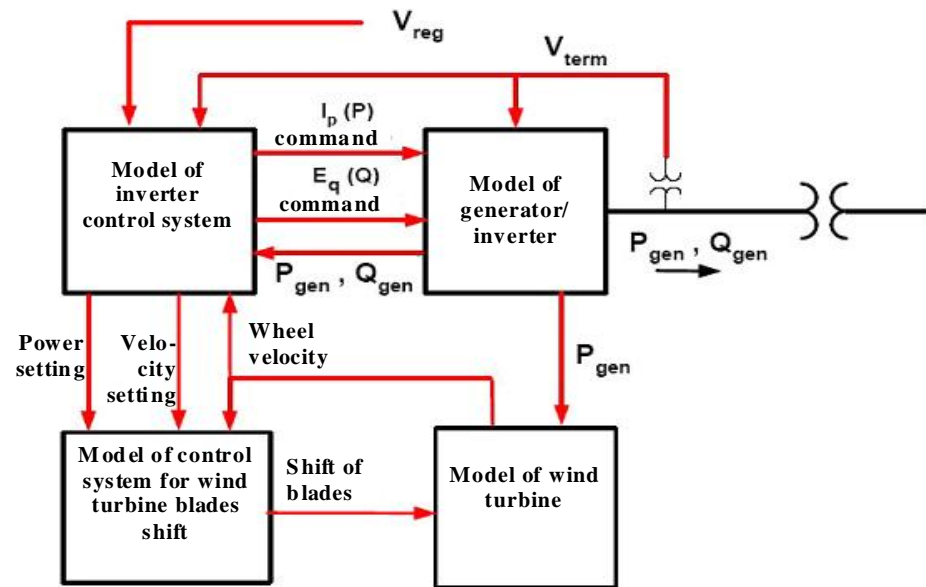 V_reg
V_term
I_p (P)
command
E_q (Q)
command
P_gen , Q_gen
Model of
inverter
control system
Model of
generator/
inverter
P_gen , Q_gen
Power
setting
Velo-
city
setting
Wheel
velocity
P_gen
Model of control
system for wind
turbine blades
shift
Shift of
blades
Model of wind
turbine